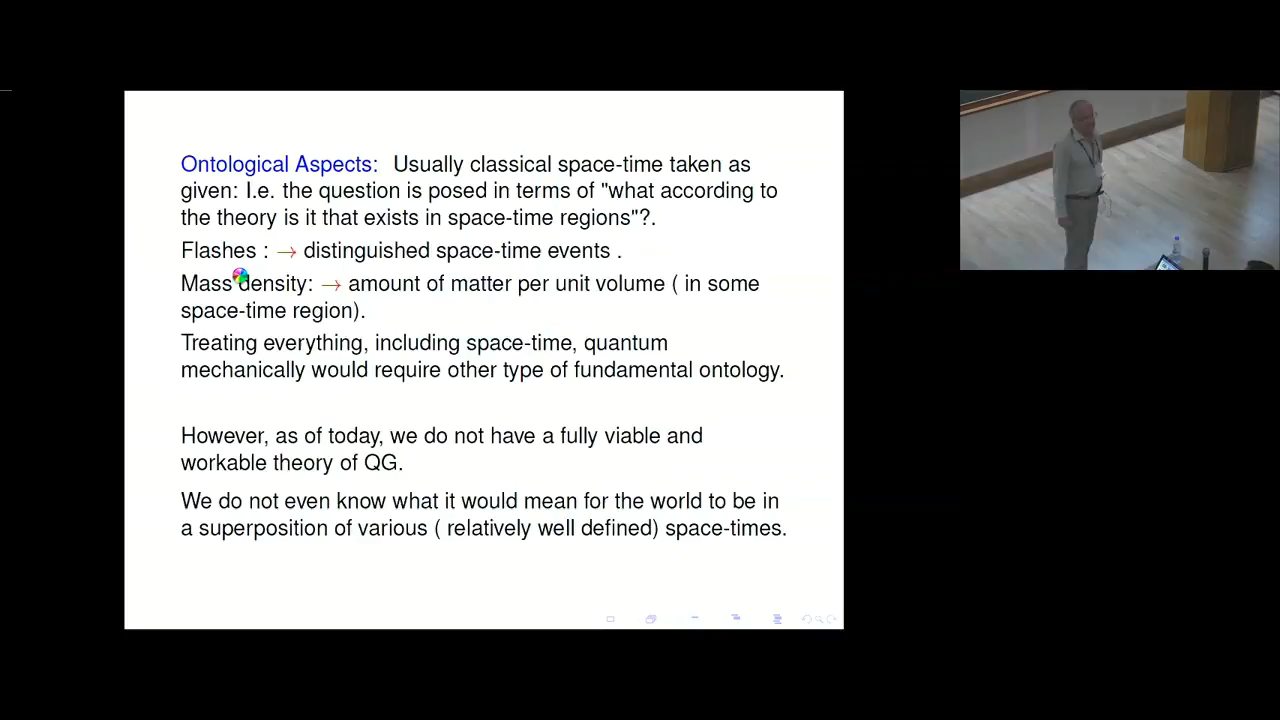 Ontological Aspects: Usually classical space-time taken as
given: I.e. the question is posed in terms of "what according to
the theory is it that exists in space-time regions"?.
Flashes : → distinguished space-time events .
Mass density: → amount of matter per unit volume ( in some
space-time region).
Treating everything, including space-time, quantum
mechanically would require other type of fundamental ontology.
However, as of today, we do not have a fully viable and
workable theory of QG.
We do not even know what it would mean for the world to be in
a superposition of various ( relatively well defined) space-times.